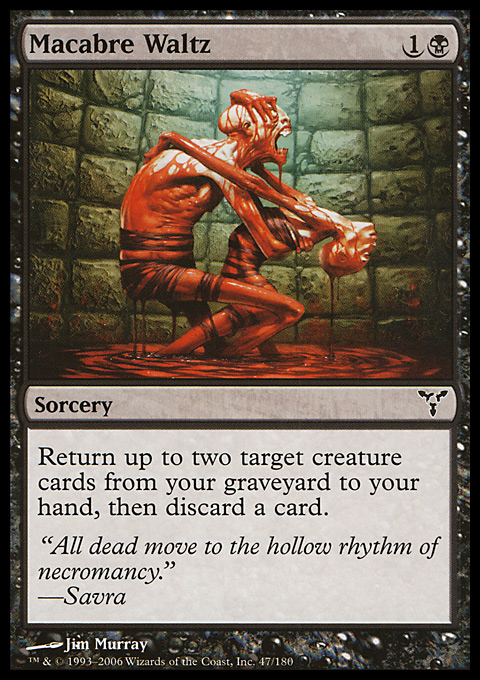 Macabre Waltz 1
Sorcery
Return up to two target creature
cards from your graveyard to your
hand, then discard a card.
“All dead move to the hollow rhythm of
necromancy.”
—Savra
Jim Murray
™ & © 1993–2006 Wizards of the Coast, Inc. 47/180